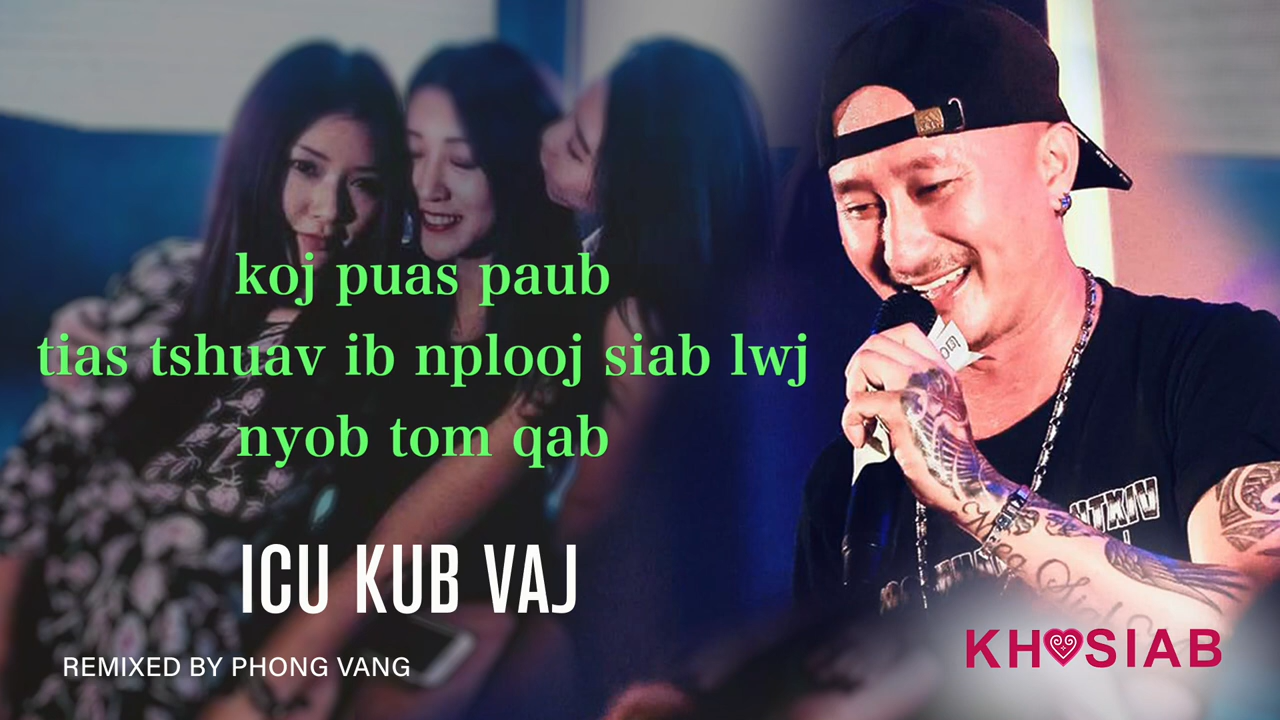 koj puas paub
tias tshuav ib nplooj siab lwj
nyob tom qab
ICU KUB VAJ
REMIXED BY PHONG VANG
KHOSIAB